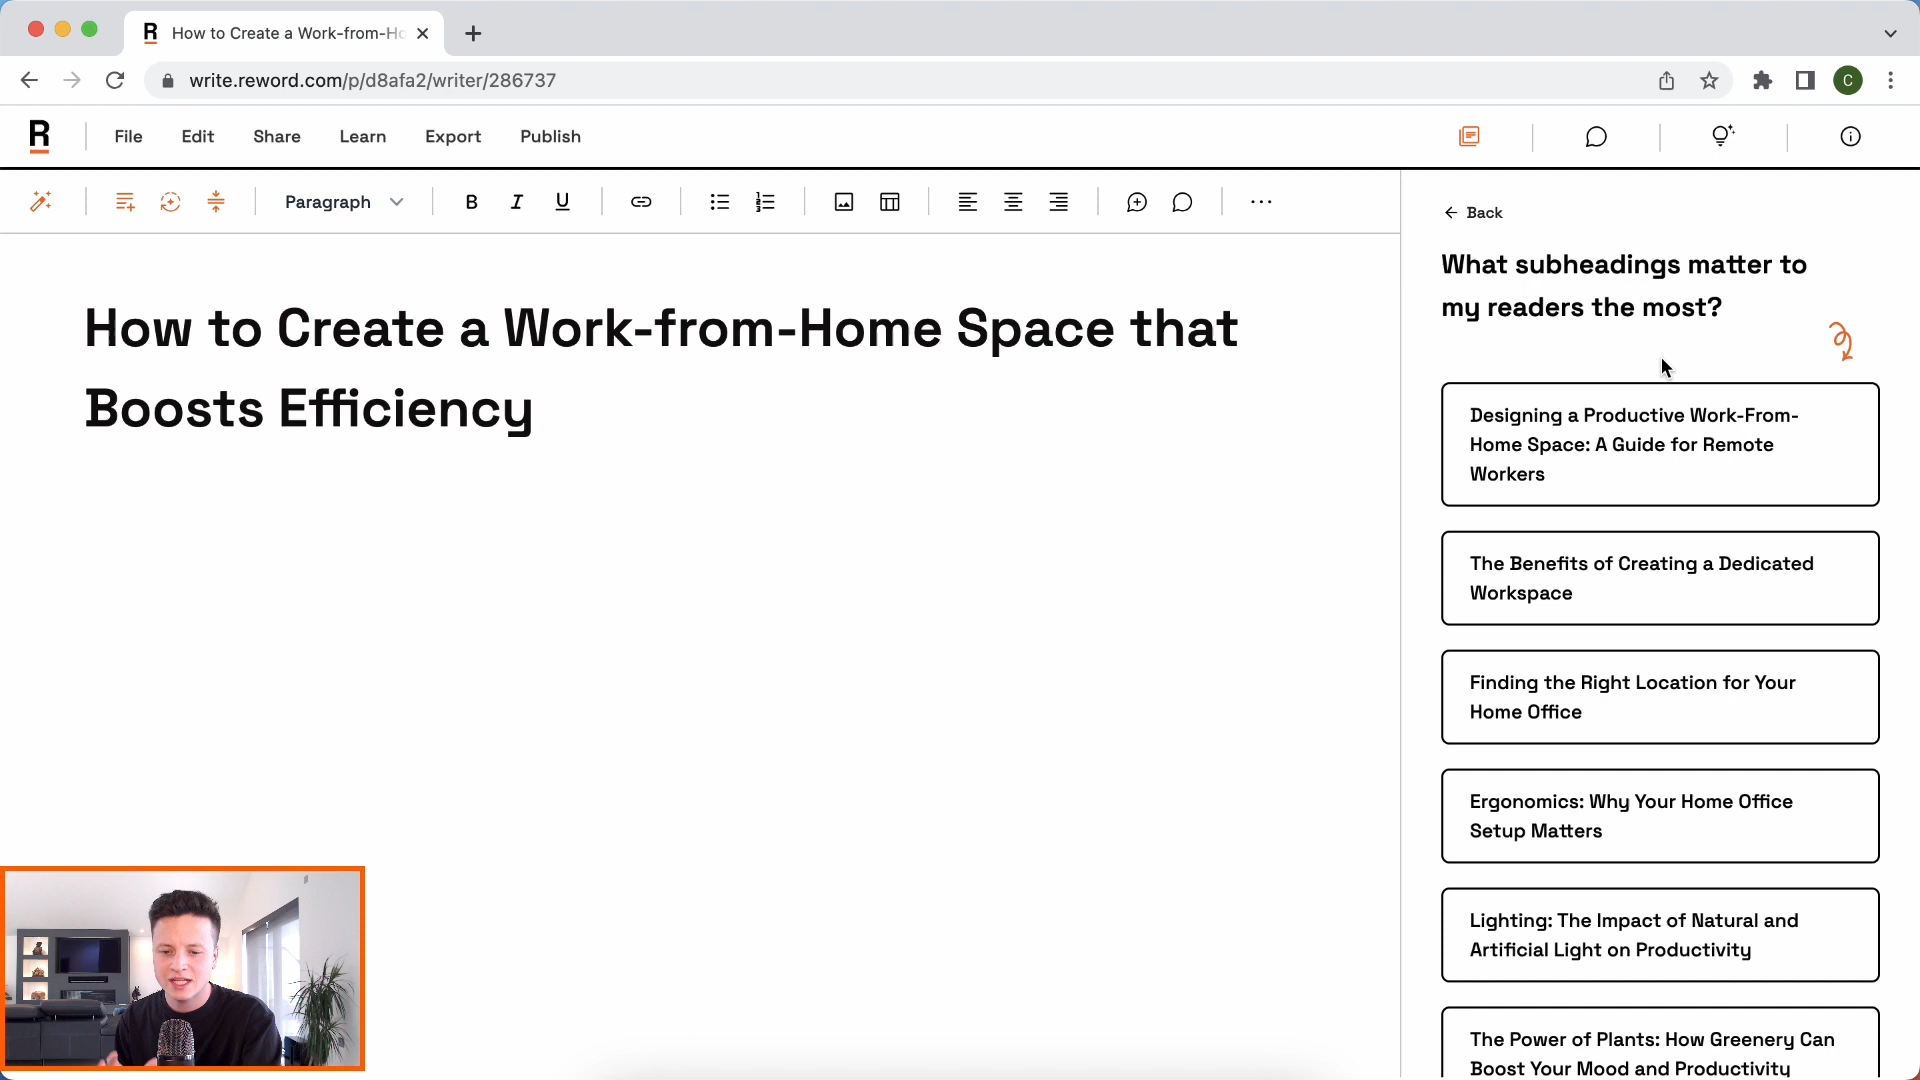 How to Create a Work-from-Ho
write.reword.com/p/d8afa2/writer/286737
C
R
File
Edit
Share
Learn
Export
Publish
Paragraph
B
I
U
Back
How to Create a Work-from-Home Space that
Boosts Efficiency
What subheadings matter to
my readers the most?
Designing a Productive Work-From-
Home Space: A Guide for Remote
Workers
The Benefits of Creating a Dedicated
Workspace
Finding the Right Location for Your
Home Office
Ergonomics: Why Your Home Office
Setup Matters
Lighting: The Impact of Natural and
Artificial Light on Productivity
The Power of Plants: How Greenery Can
Boost Your Mood and Productivity